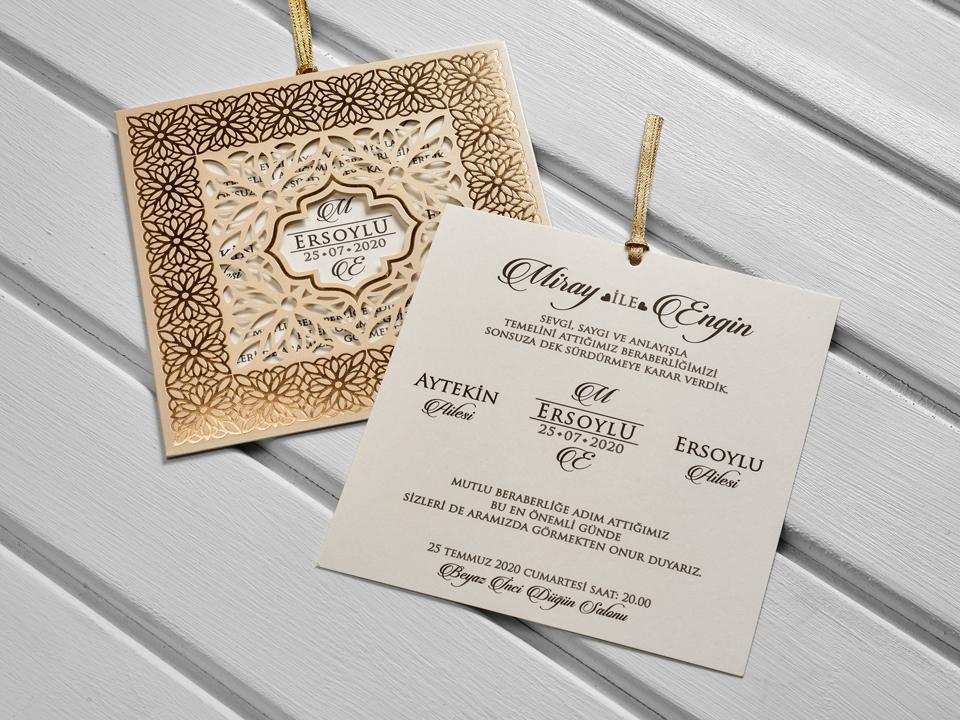 M
ERSOYLU
25•07•2020
E
Miray İLE Engin
SEVGİ, SAYGI VE ANLAYIŞLA
TEMELİNİ ATTIĞIMIZ BERABERLİĞİMİZİ
SONSUZA DEK SÜRDÜRMEYE KARAR VERDİK.
AYTEKİN
Ailesi
M
ERSOYLU
25•07•2020
E
ERSOYLU
Ailesi
MUTLU BERABERLİĞE ADIM ATTIĞIMIZ
BU EN ÖNEMLİ GÜNDE
SİZLERİ DE ARAMIZDA GÖRMEKTEN ONUR DUYARIZ.
25 TEMMUZ 2020 CUMARTESİ SAAT: 20.00
Beyaz İnci Düğün Salonu